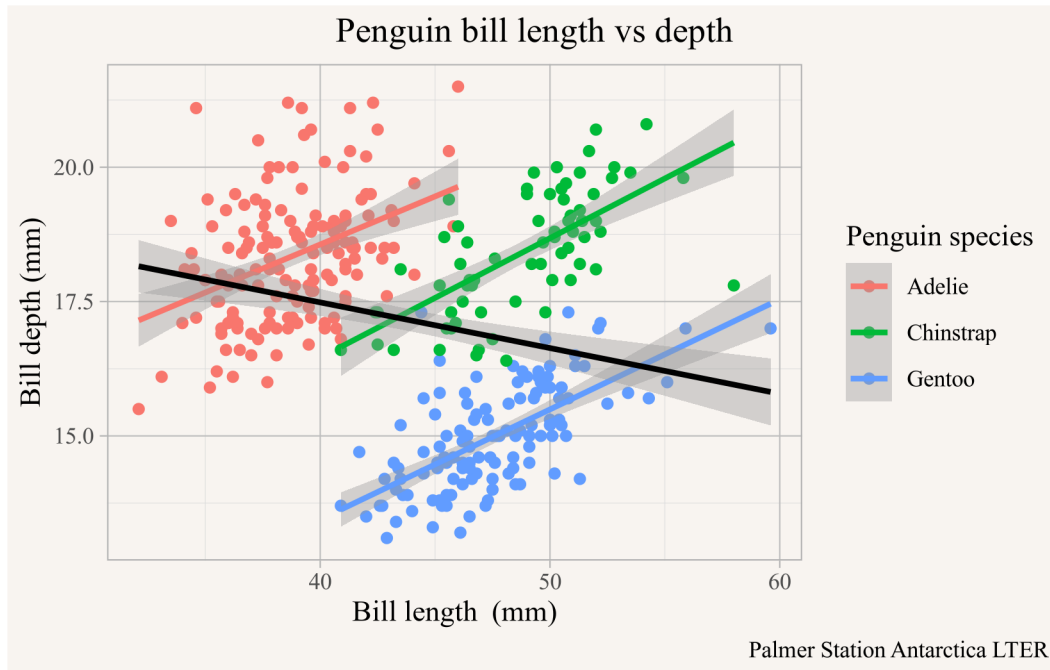 Penguin bill length vs depth
20.0
17.5
15.0
Bill depth (mm)
40
50
60
Bill length  (mm)
Penguin species
Adelie
Chinstrap
Gentoo
Palmer Station Antarctica LTER